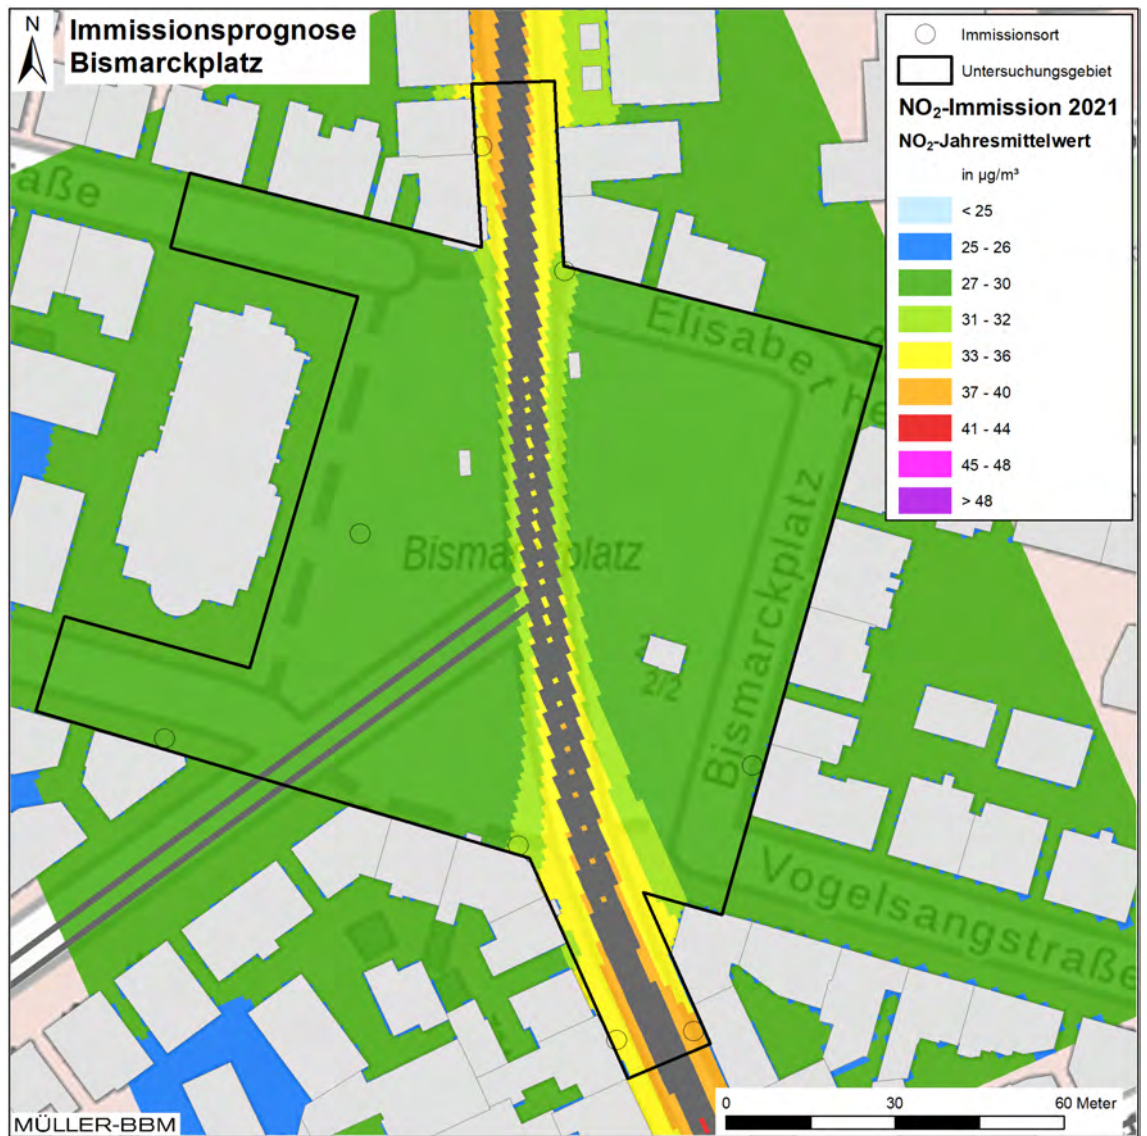 N
Immissionsprognose
Bismarckplatz
Immissionsort
Untersuchungsgebiet
NO₂-Immission 2021
NO₂-Jahresmittelwert
in µg/m³
< 25
25 - 26
27 - 30
31 - 32
33 - 36
37 - 40
41 - 44
45 - 48
> 48
aße
Elisabet
he
Bismarckplatz
Bismarckplatz
2/2
Vogelsangstraße
0 30 60 Meter
MÜLLER-BBM